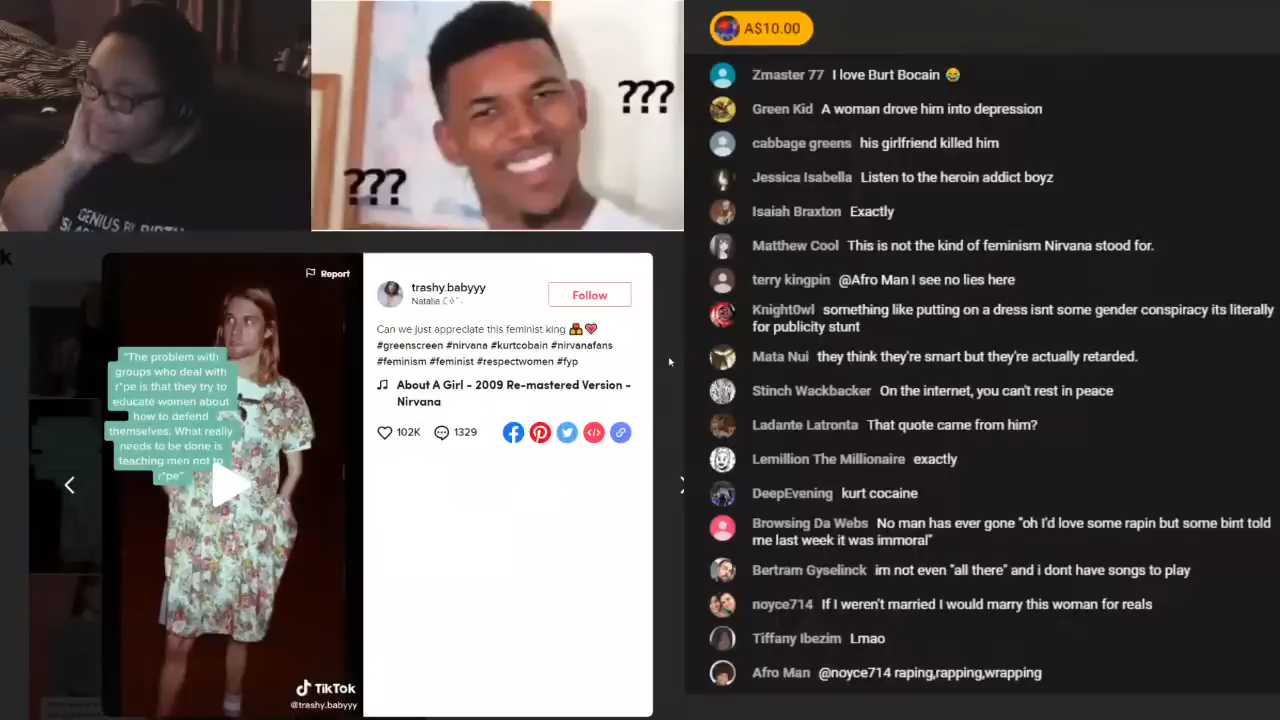 GENIUS BY BIRTH
???
???
k
Report
"The problem with
groups who deal with
r*pe is that they try to
educate women about
how to defend
themselves. What really
needs to be done is
teaching men not to
r*pe"
TikTok
@trashy.babyyy
trashy.babyyy
Natalia
Follow
Can we just appreciate this feminist king
#greenscreen #nirvana #kurtcobain #nirvanafans
#feminism #feminist #respectwomen #fyp
About A Girl - 2009 Re-mastered Version -
Nirvana
102K
1329
A$10.00
Zmaster 77 I love Burt Bocain 😂
Green Kid A woman drove him into depression
cabbage greens his girlfriend killed him
Jessica Isabella Listen to the heroin addict boyz
Isaiah Braxton Exactly
Matthew Cool This is not the kind of feminism Nirvana stood for.
terry kingpin @Afro Man I see no lies here
KnightOwl something like putting on a dress isnt some gender conspiracy its literally
for publicity stunt
Mata Nui they think they're smart but they're actually retarded.
Stinch Wackbacker On the internet, you can't rest in peace
Ladante Latronta That quote came from him?
Lemillion The Millionaire exactly
DeepEvening kurt cocaine
Browsing Da Webs No man has ever gone "oh I'd love some rapin but some bint told
me last week it was immoral"
Bertram Gyselinck im not even "all there" and i dont have songs to play
noyce714 If I weren't married I would marry this woman for reals
Tiffany Ibezim Lmao
Afro Man @noyce714 raping,rapping,wrapping